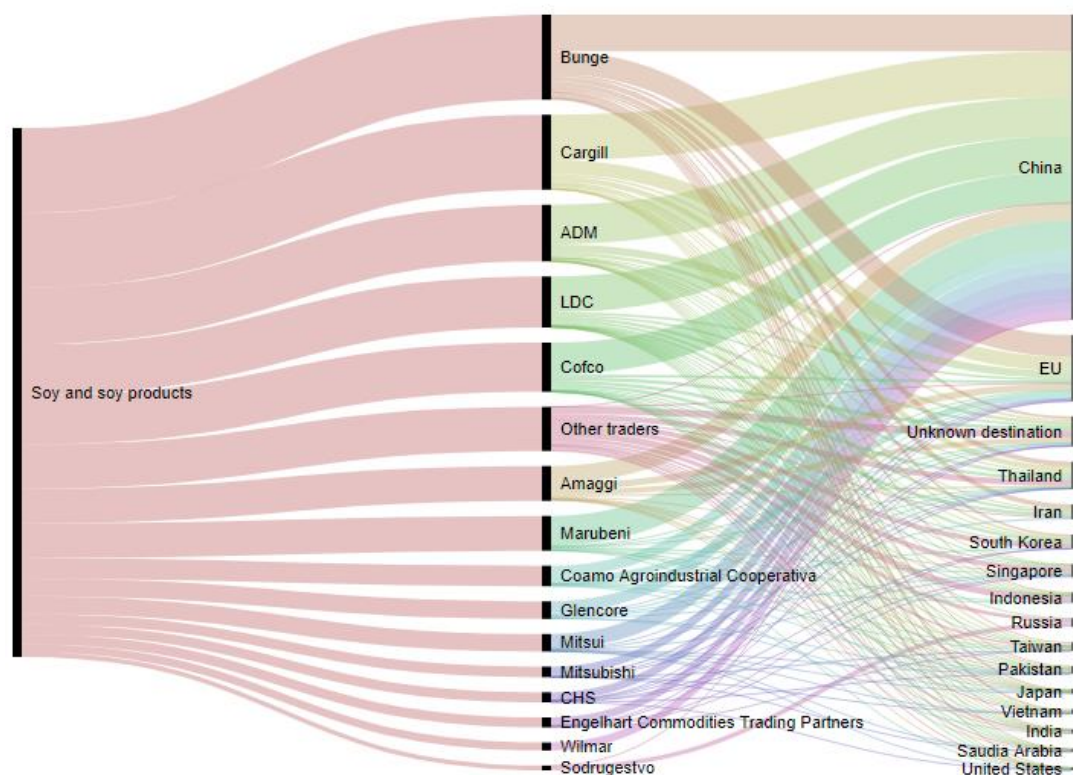 Soy and soy products
Bunge
Cargill
ADM
LDC
Cofco
Other traders
Amaggi
Marubeni
Coamo Agroindustrial Cooperativa
Glencore
Mitsui
Mitsubishi
CHS
Engelhart Commodities Trading Partners
Wilmar
Sodrugestvo
China
EU
Unknown destination
Thailand
Iran
South Korea
Singapore
Indonesia
Russia
Taiwan
Pakistan
Japan
Vietnam
India
Saudia Arabia
United States